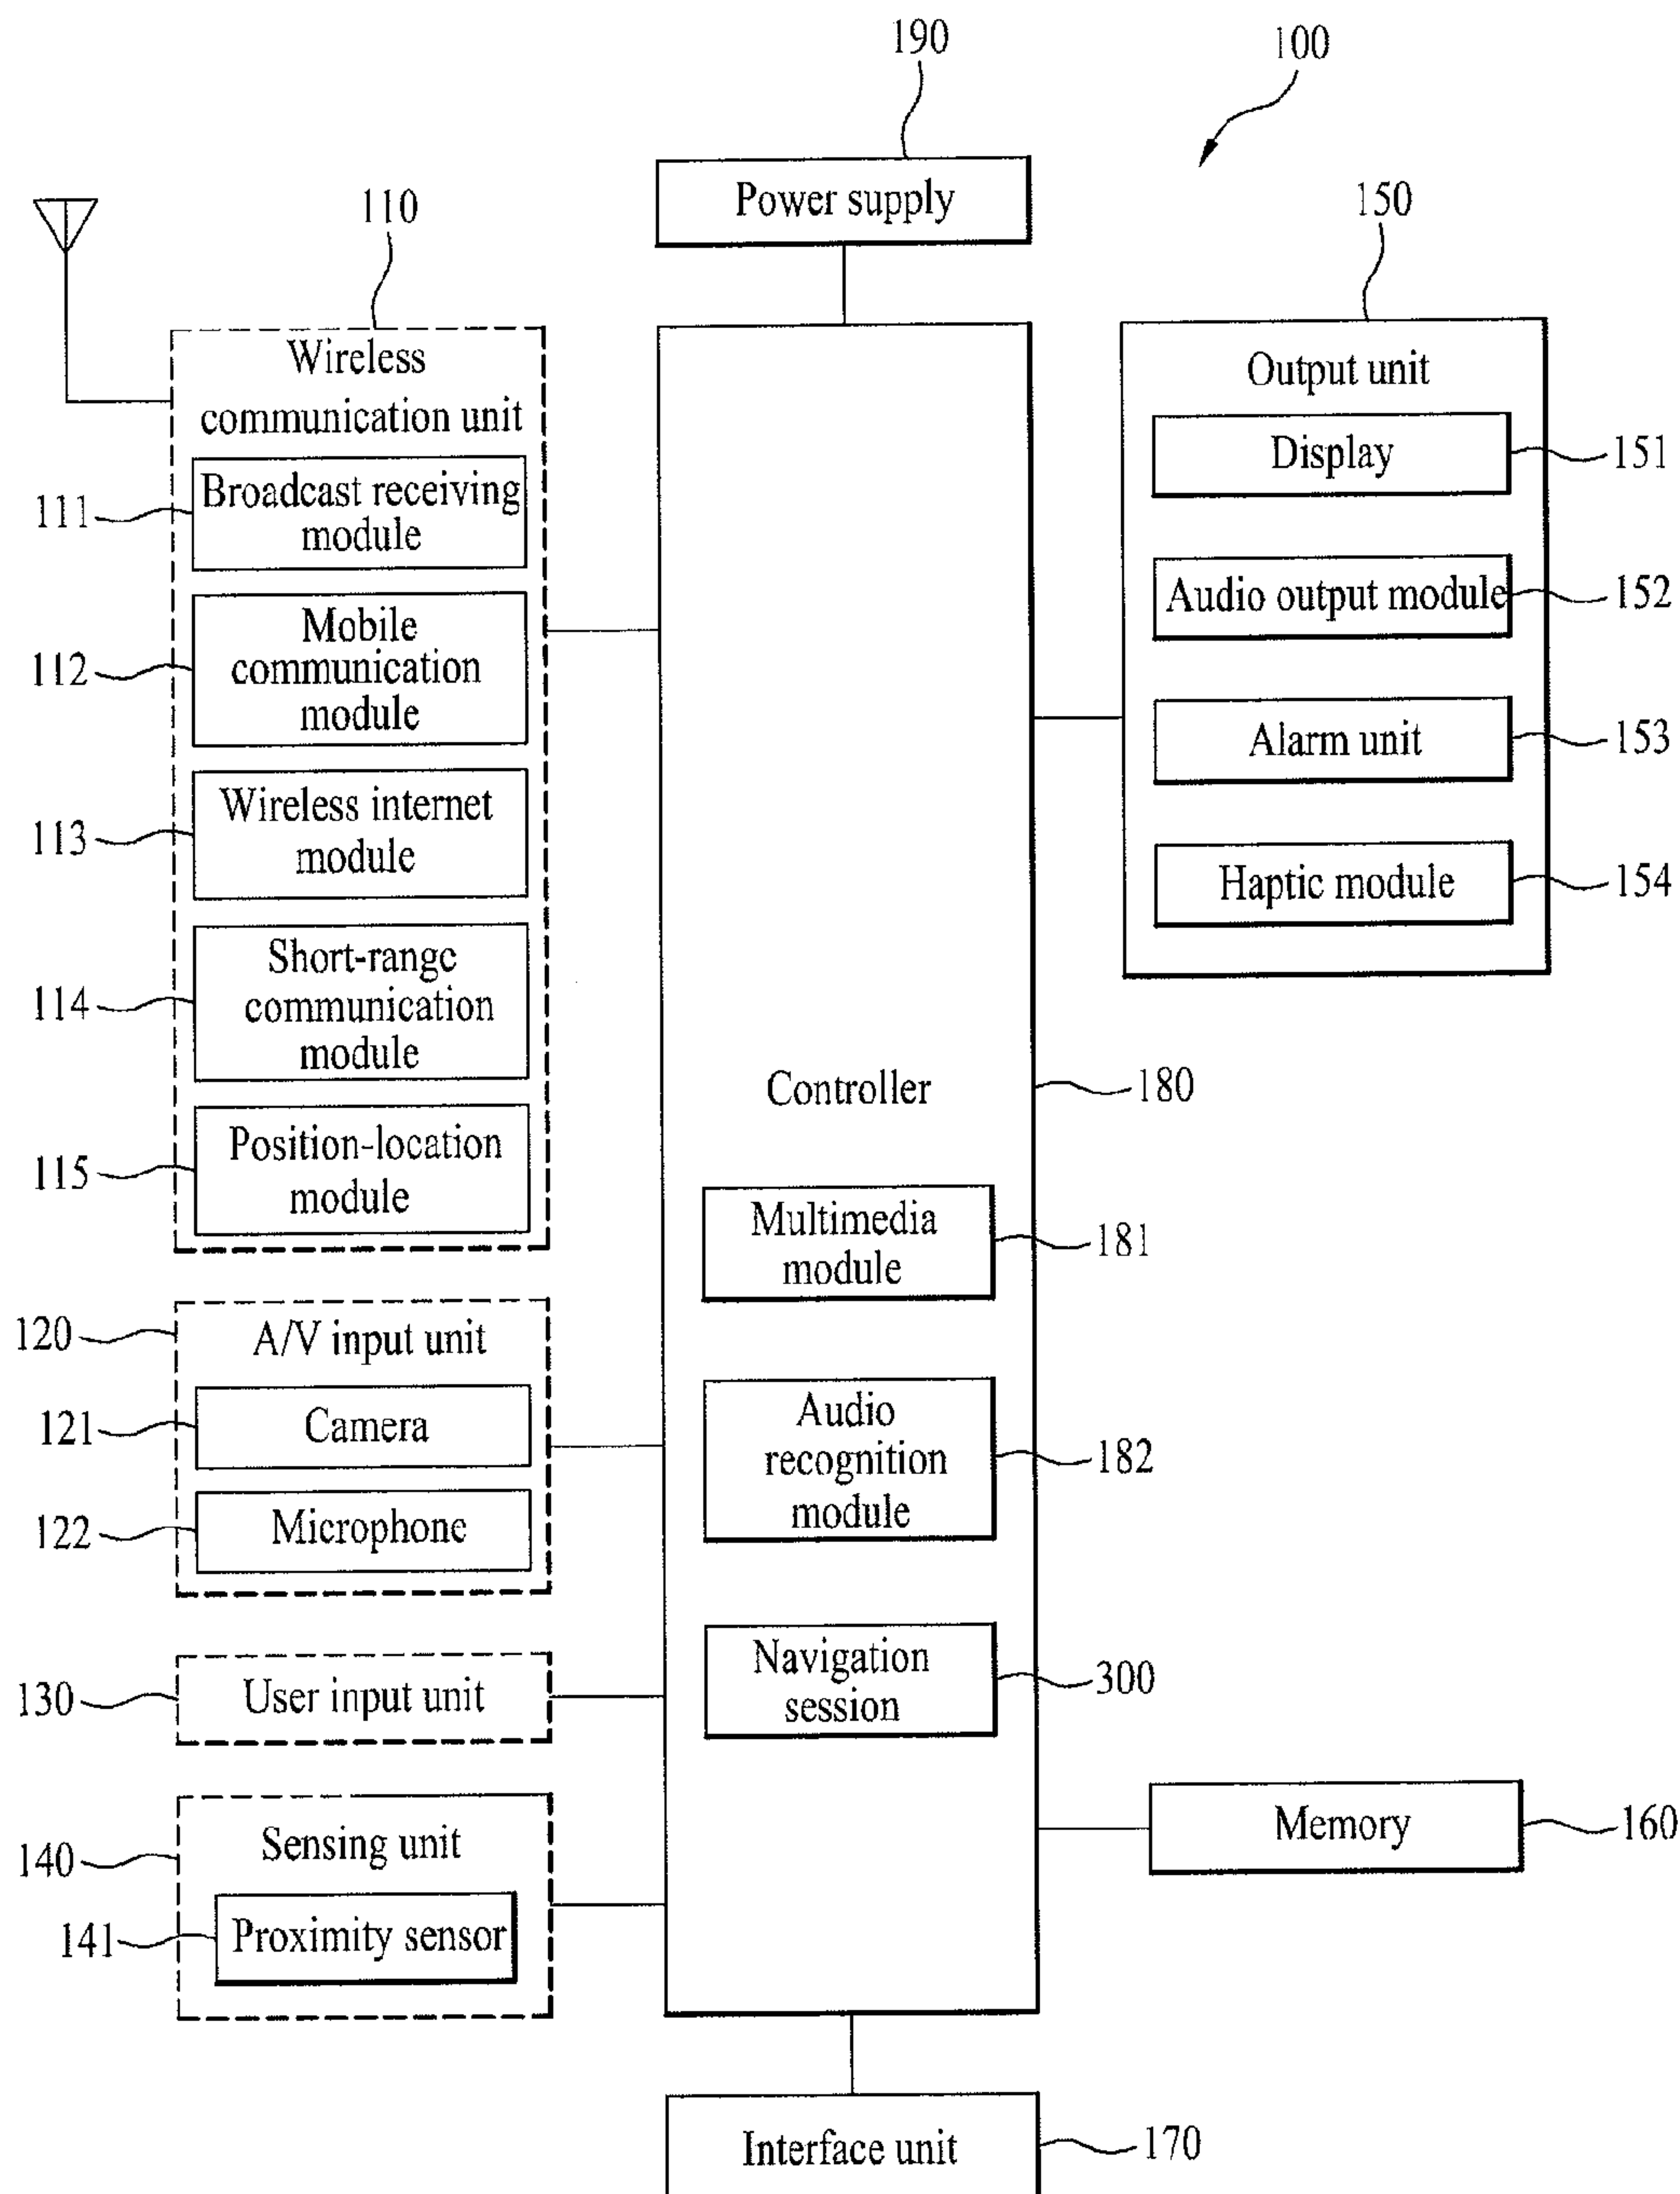 190
100
Power supply
110
150
Wireless
communication unit
Output unit
Display
151
111
Broadcast receiving
module
Audio output module
152
112
Mobile
communication
module
Alarm unit
153
113
Wireless internet
module
Haptic module
154
114
Short-range
communication
module
Controller
180
115
Position-location
module
Multimedia
module
181
120
A/V input unit
121
Camera
Audio
recognition
module
182
122
Microphone
130
User input unit
Navigation
session
300
Memory
160
140
Sensing unit
141
Proximity sensor
Interface unit
170